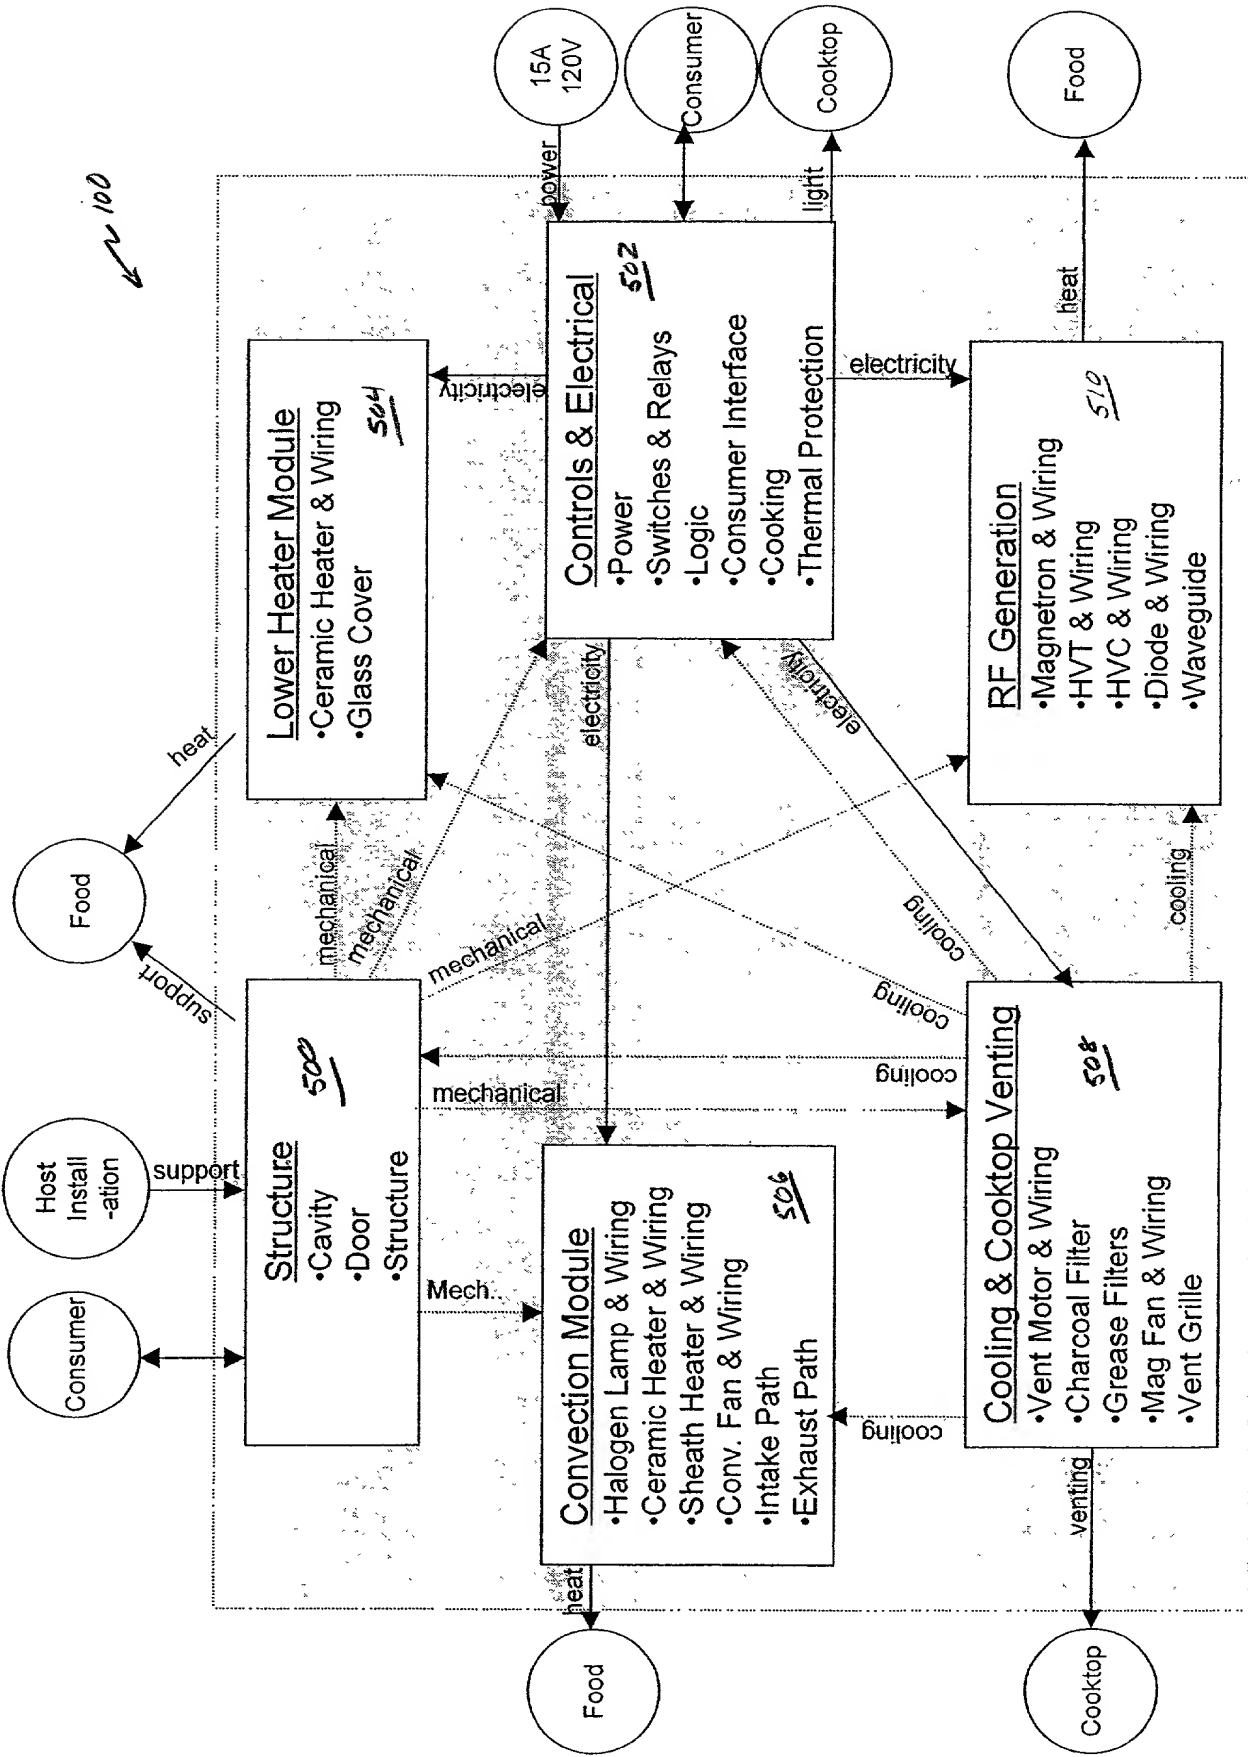 100
Consumer
Host
Install
-ation
support
Food
support
heat
Structure
•Cavity
•Door
•Structure
500
mechanical
mechanical
mechanical
mechanical
Mech..
Lower Heater Module
•Ceramic Heater & Wiring
•Glass Cover
504
electricity
15A
120V
power
Consumer
Cooktop
light
Food
heat
Convection Module
•Halogen Lamp & Wiring
•Ceramic Heater & Wiring
•Sheath Heater & Wiring
•Conv. Fan & Wiring
•Intake Path
•Exhaust Path
506
heat
Food
electricity
Controls & Electrical
•Power
•Switches & Relays
•Logic
•Consumer Interface
•Cooking
•Thermal Protection
502
electricity
electricity
cooling
cooling
cooling
cooling
cooling
Cooling & Cooktop Venting
•Vent Motor & Wiring
•Charcoal Filter
•Grease Filters
•Mag Fan & Wiring
•Vent Grille
508
venting
Cooktop
RF Generation
•Magnetron & Wiring
•HVT & Wiring
•HVC & Wiring
•Diode & Wiring
•Waveguide
510